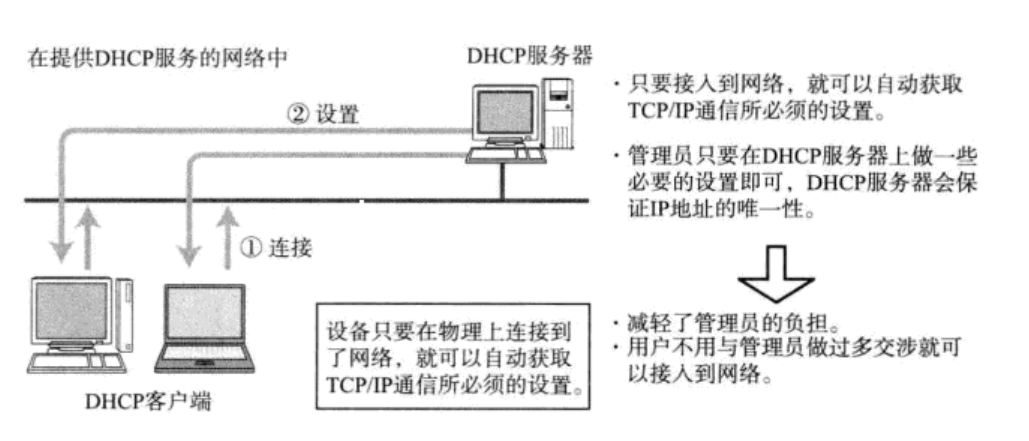 在提供DHCP服务的网络中
DHCP服务器
② 设置
① 连接
DHCP客户端
设备只要在物理上连接到
了网络，就可以自动获取
TCP/IP通信所必须的设置。
·只要接入到网络，就可以自动获取
TCP/IP通信所必须的设置。
·管理员只要在DHCP服务器上做一些
必要的设置即可，DHCP服务器会保
证IP地址的唯一性。
·减轻了管理员的负担。
·用户不用与管理员做过多交涉就可
以接入到网络。